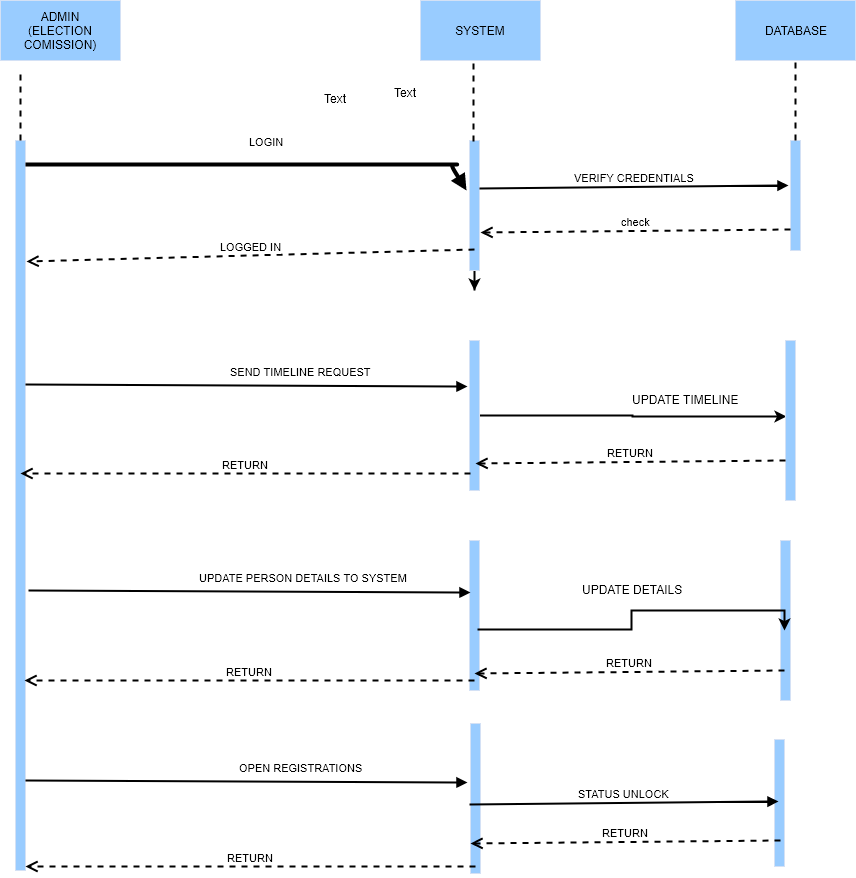 ADMIN
(ELECTION
COMISSION)
SYSTEM
DATABASE
Text
Text
LOGIN
VERIFY CREDENTIALS
check
LOGGED IN
SEND TIMELINE REQUEST
UPDATE TIMELINE
RETURN
RETURN
UPDATE PERSON DETAILS TO SYSTEM
UPDATE DETAILS
RETURN
RETURN
OPEN REGISTRATIONS
STATUS UNLOCK
RETURN
RETURN